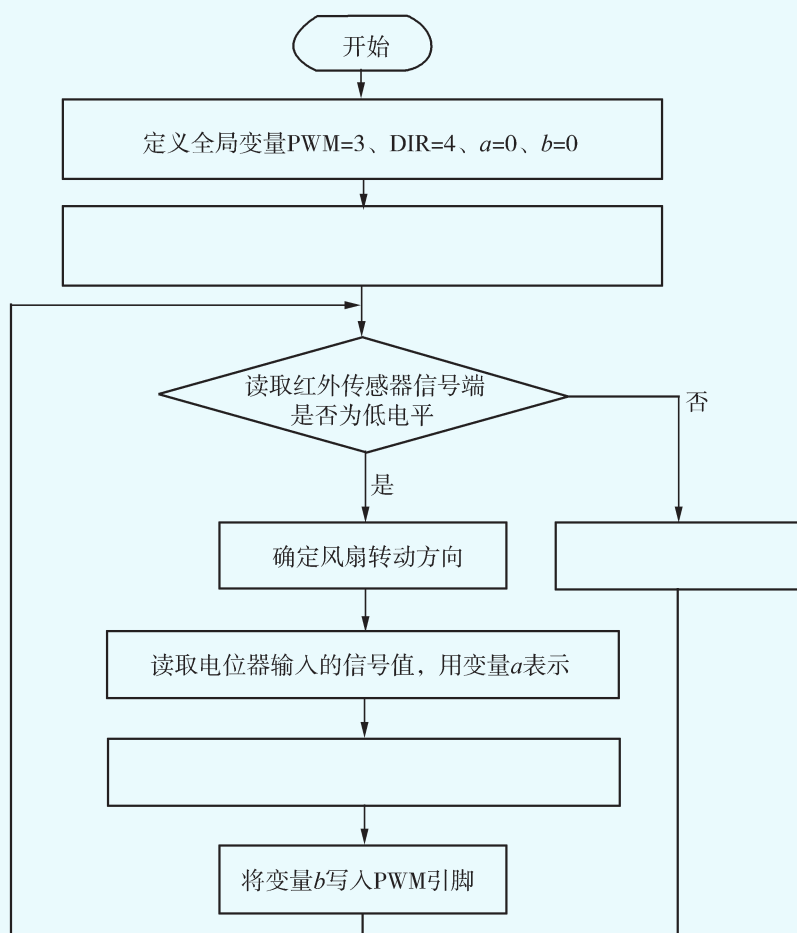 开始
定义全局变量PWM=3、DIR=4、a=0、b=0
读取红外传感器信号端
是否为低电平
否
是
确定风扇转动方向
读取电位器输入的信号值，用变量a表示
将变量b写入PWM引脚